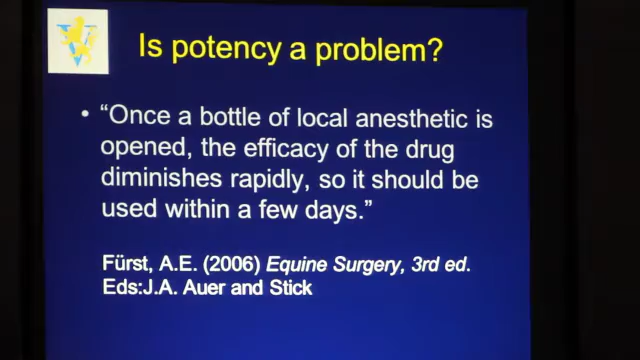 Is potency a problem?
• “Once a bottle of local anesthetic is
opened, the efficacy of the drug
diminishes rapidly, so it should be
used within a few days.”
Fürst, A.E. (2006) Equine Surgery, 3rd ed.
Eds:J.A. Auer and Stick